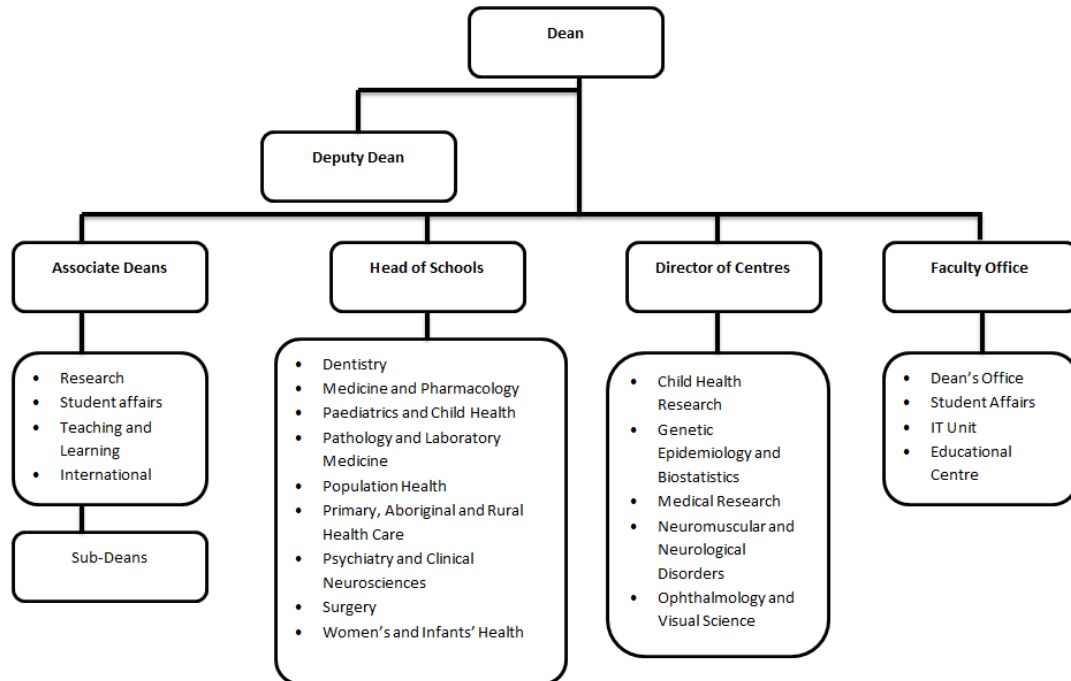 Dean
Deputy Dean
Associate Deans
Head of Schools
Director of Centres
Faculty Office
• Research
• Student affairs
• Teaching and
Learning
• International
Sub-Deans
• Dentistry
• Medicine and Pharmacology
• Paediatrics and Child Health
• Pathology and Laboratory
Medicine
• Population Health
• Primary, Aboriginal and Rural
Health Care
• Psychiatry and Clinical
Neurosciences
• Surgery
• Women's and Infants' Health
• Child Health
Research
• Genetic
Epidemiology and
Biostatistics
• Medical Research
• Neuromuscular and
Neurological
Disorders
• Ophthalmology and
Visual Science
• Dean's Office
• Student Affairs
• IT Unit
• Educational
Centre